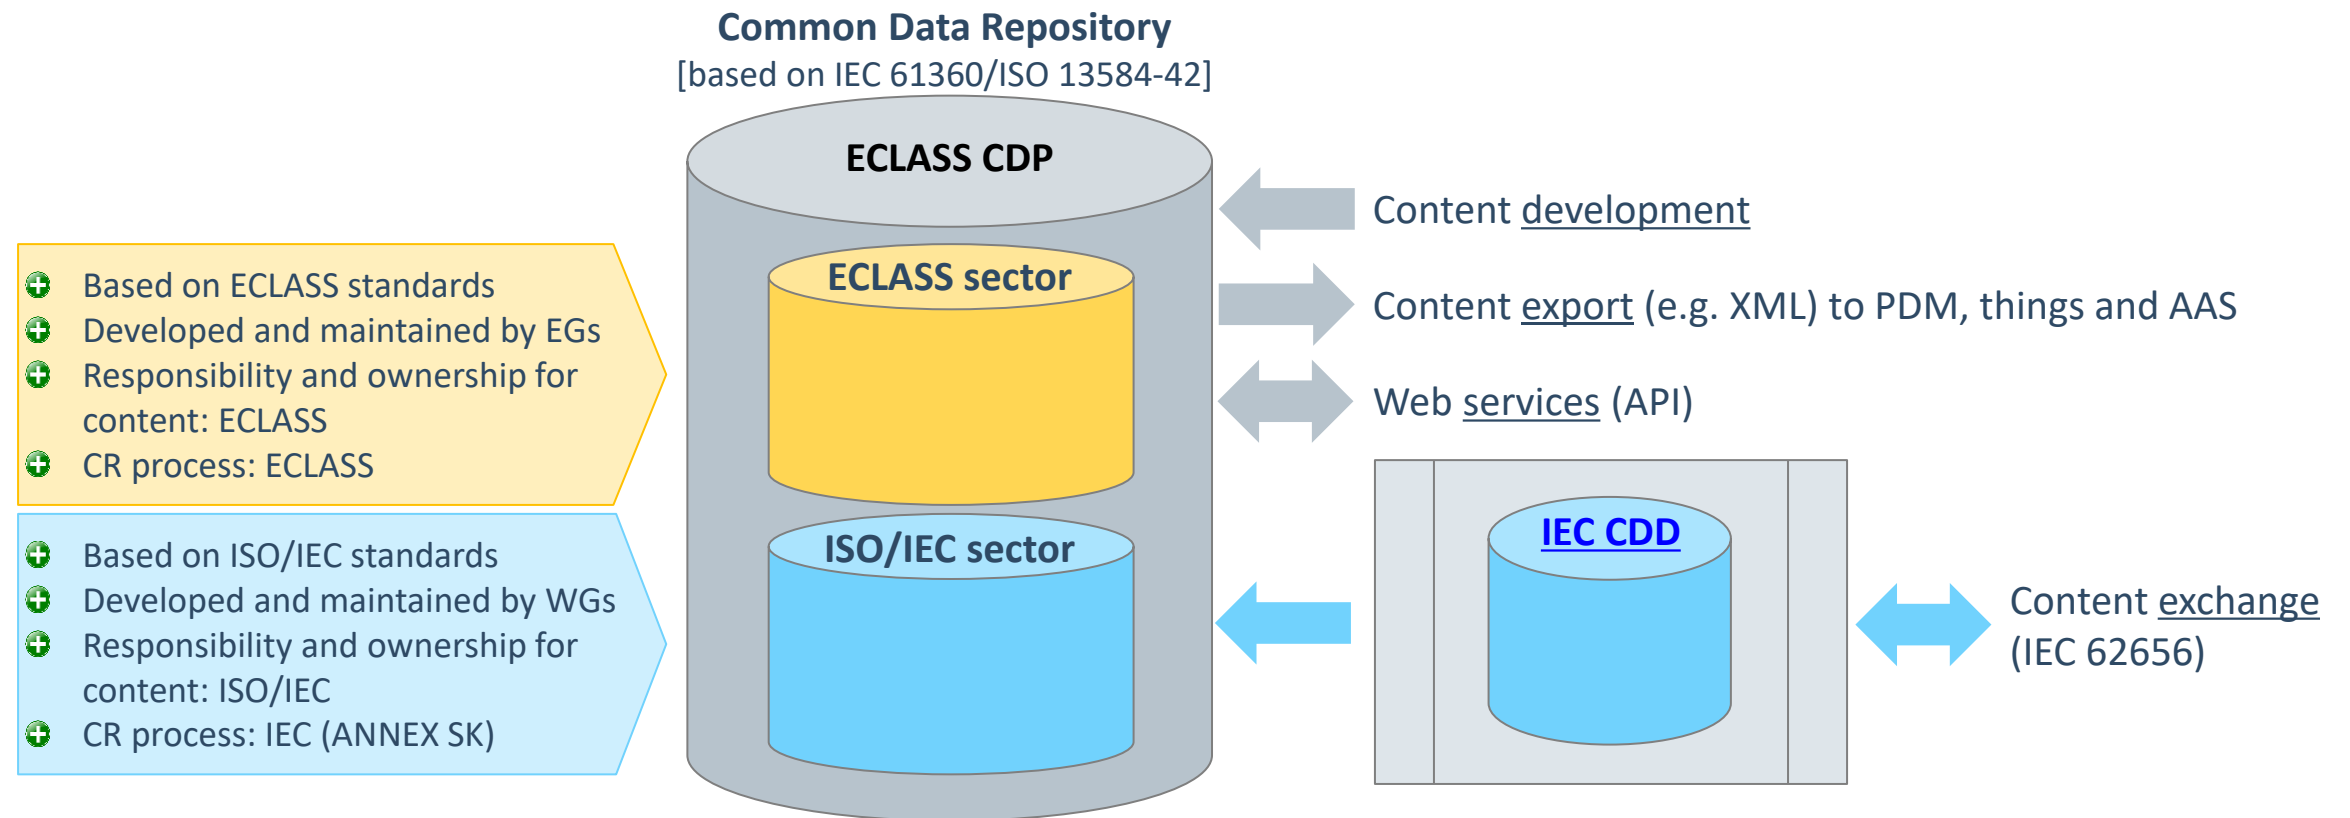 Common Data Repository
[based on IEC 61360/ISO 13584-42]
ECLASS CDP
ECLASS sector
ISO/IEC sector
Based on ECLASS standards
Developed and maintained by EGs
Responsibility and ownership for
content: ECLASS
CR process: ECLASS
Based on ISO/IEC standards
Developed and maintained by WGs
Responsibility and ownership for
content: ISO/IEC
CR process: IEC (ANNEX SK)
Content development
Content export (e.g. XML) to PDM, things and AAS
Web services (API)
IEC CDD
Content exchange
(IEC 62656)